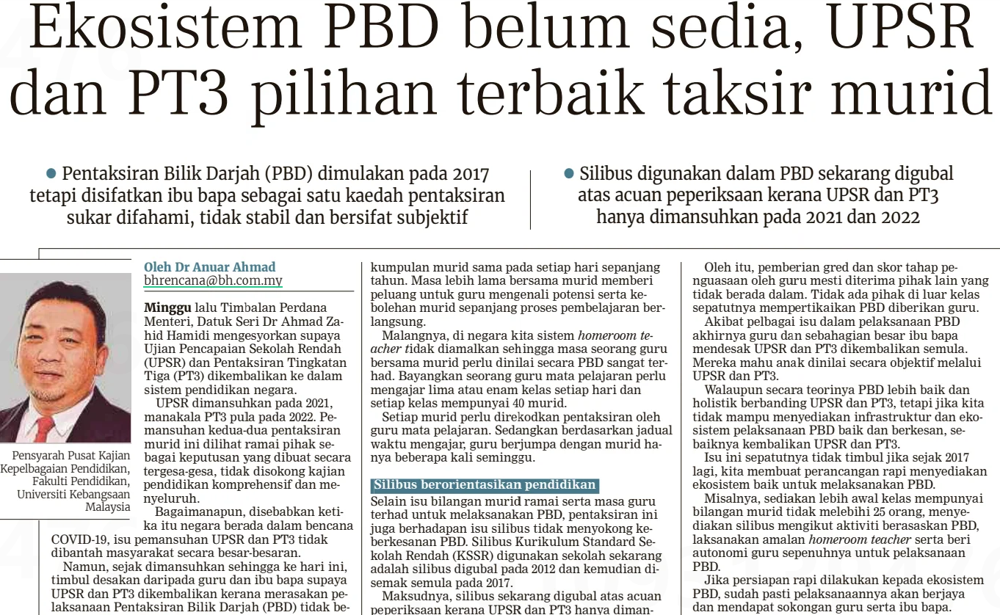 Ekosistem PBD belum sedia, UPSR
dan PT3 pilihan terbaik taksir murid
● Pentaksiran Bilik Darjah (PBD) dimulakan pada 2017
tetapi disifatkan ibu bapa sebagai satu kaedah pentaksiran
sukar difahami, tidak stabil dan bersifat subjektif
● Silibus digunakan dalam PBD sekarang digubal
atas acuan peperiksaan kerana UPSR dan PT3
hanya dimansuhkan pada 2021 dan 2022
Pensyarah Pusat Kajian
Kepelbagaian Pendidikan,
Fakulti Pendidikan,
Universiti Kebangsaan
Malaysia
Oleh Dr Anuar Ahmad
bhrencana@bh.com.my
Minggu lalu Timbalan Perdana
Menteri, Datuk Seri Dr Ahmad Za-
hid Hamidi mengesyorkan supaya
Ujian Pencapaian Sekolah Rendah
(UPSR) dan Pentaksiran Tingkatan
Tiga (PT3) dikembalikan ke dalam
sistem pendidikan negara.
UPSR dimansuhkan pada 2021,
manakala PT3 pula pada 2022. Pe-
mansuhan kedua-dua pentaksiran
murid ini dilihat ramai pihak se-
bagai keputusan yang dibuat secara
tergesa-gesa, tidak disokong kajian
pendidikan komprehensif dan me-
nyeluruh.
Bagaimanapun, disebabkan keti-
ka itu negara berada dalam bencana
COVID-19, isu pemansuhan UPSR dan PT3 tidak
dibantah masyarakat secara besar-besaran.
Namun, sejak dimansuhkan sehingga ke hari ini,
timbul desakan daripada guru dan ibu bapa supaya
UPSR dan PT3 dikembalikan kerana merasakan pe-
laksanaan Pentaksiran Bilik Darjah (PBD) tidak be-
kumpulan murid sama pada setiap hari sepanjang
tahun. Masa lebih lama bersama murid memberi
peluang untuk guru mengenali potensi serta ke-
bolehan murid sepanjang proses pembelajaran ber-
langsung.
Malangnya, di negara kita sistem homeroom te-
acher tidak diamalkan sehingga masa seorang guru
bersama murid perlu dinilai secara PBD sangat ter-
had. Bayangkan seorang guru mata pelajaran perlu
mengajar lima atau enam kelas setiap hari dan
setiap kelas mempunyai 40 murid.
Setiap murid perlu direkodkan pentaksiran oleh
guru mata pelajaran. Sedangkan berdasarkan jadual
waktu mengajar, guru berjumpa dengan murid ha-
nya beberapa kali seminggu.
Silibus berorientasikan pendidikan
Selain isu bilangan murid ramai serta masa guru
terhad untuk melaksanakan PBD, pentaksiran ini
juga berhadapan isu silibus tidak menyokong ke-
berkesanan PBD. Silibus Kurikulum Standard Se-
kolah Rendah (KSSR) digunakan sekolah sekarang
adalah silibus digubal pada 2012 dan kemudian di-
semak semula pada 2017.
Maksudnya, silibus sekarang digubal atas acuan
peperiksaan kerana UPSR dan PT3 hanya diman-
Oleh itu, pemberian gred dan skor tahap pe-
nguasaan oleh guru mesti diterima pihak lain yang
tidak berada dalam. Tidak ada pihak di luar kelas
sepatutnya mempertikaikan PBD diberikan guru.
Akibat pelbagai isu dalam pelaksanaan PBD
akhirnya guru dan sebahagian besar ibu bapa
mendesak UPSR dan PT3 dikembalikan semula.
Mereka mahu anak dinilai secara objektif melalui
UPSR dan PT3.
Walaupun secara teorinya PBD lebih baik dan
holistik berbanding UPSR dan PT3, tetapi jika kita
tidak mampu menyediakan infrastruktur dan eko-
sistem pelaksanaan PBD baik dan berkesan, se-
baiknya kembalikan UPSR dan PT3.
Isu ini sepatutnya tidak timbul jika sejak 2017
lagi, kita membuat perancangan rapi menyediakan
ekosistem baik untuk melaksanakan PBD.
Misalnya, sediakan lebih awal kelas mempunyai
bilangan murid tidak melebihi 25 orang, menye-
diakan silibus mengikut aktiviti berasaskan PBD,
laksanakan amalan homeroom teacher serta beri
autonomi guru sepenuhnya untuk pelaksanaan
PBD.
Jika persiapan rapi dilakukan kepada ekosistem
PBD, sudah pasti pelaksanaannya akan berjaya
dan mendapat sokongan guru serta ibu bapa.